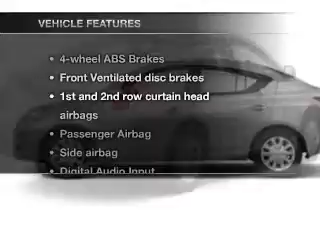 VEHICLE FEATURES
• 4-wheel ABS Brakes
• Front Ventilated disc brakes
• 1st and 2nd row curtain head
airbags
• Passenger Airbag
• Side airbag
• Digital Audio Input